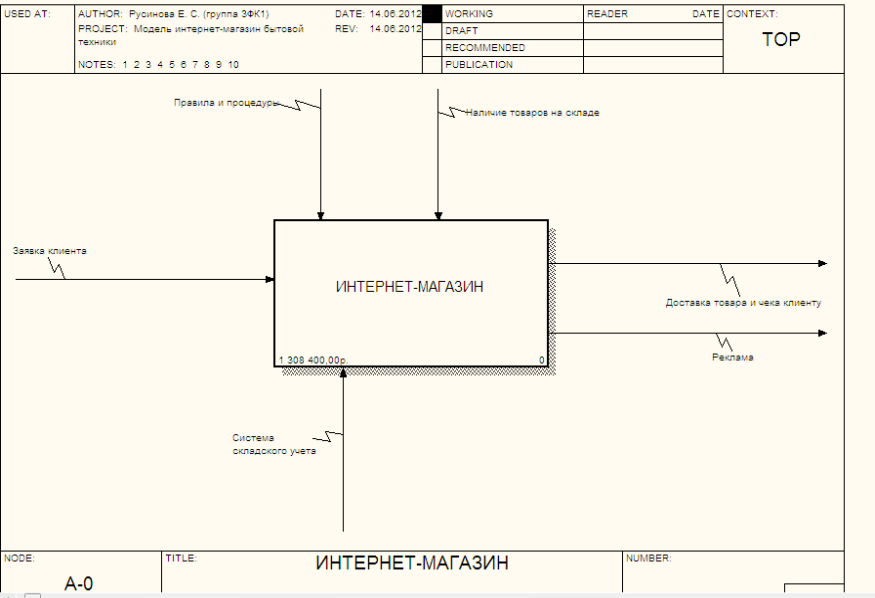 USED AT:
AUTHOR: Русинова Е. С. (группа ЗФК1)
DATE: 14.06.2012
PROJECT: Модель интернет-магазин бытовой
техники
REV: 14.06.2012
NOTES: 1 2 3 4 5 6 7 8 9 10
WORKING
DRAFT
RECOMMENDED
PUBLICATION
READER DATE
CONTEXT:
TOP
Правила и процедуры
Наличие товаров на складе
Заявка клиента
ИНТЕРНЕТ-МАГАЗИН
Доставка товара и чека клиенту
Реклама
1 308 400,00р. 0
Система
складского учета
NODE:
A-0
TITLE:
ИНТЕРНЕТ-МАГАЗИН
NUMBER: